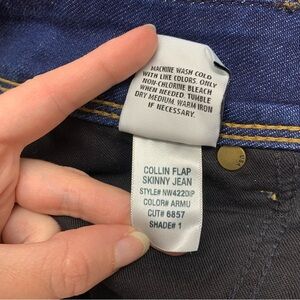 MACHINE WASH COLD
WITH LIKE COLORS. ONLY
NON-CHLORINE BLEACH
WHEN NEEDED. TUMBLE
DRY MEDIUM. WARM IRON
IF NECESSARY.
COLLIN FLAP
SKINNY JEAN
STYLE# NW422NP
COLOR# ARMU
CUT# 6857
SHADE# 1